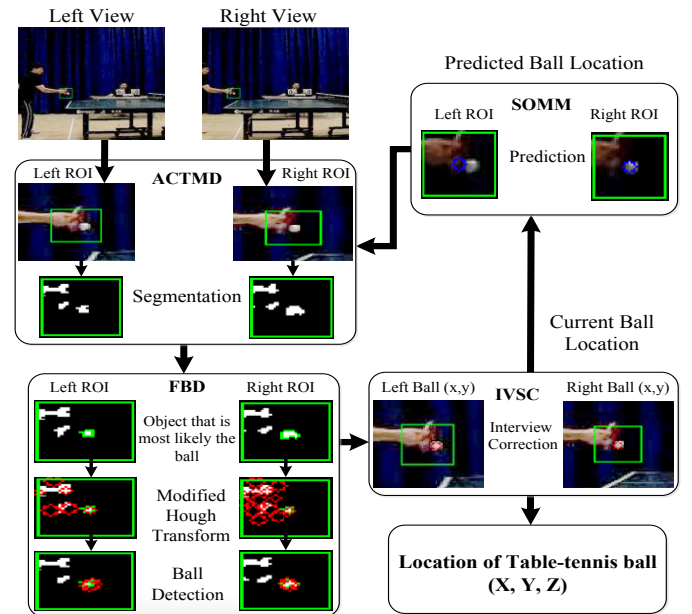 Left View
Right View
Predicted Ball Location
SOMM
Left ROI
Right ROI
Prediction
ACTMD
Left ROI
Right ROI
Segmentation
Current Ball
Location
FBD
Left ROI
Right ROI
Object that is
most likely the
ball
Modified
Hough
Transform
Ball
Detection
Left Ball (x,y)
Right Ball (x,y)
IVSC
Interview
Correction
Location of Table-tennis ball
(X, Y, Z)